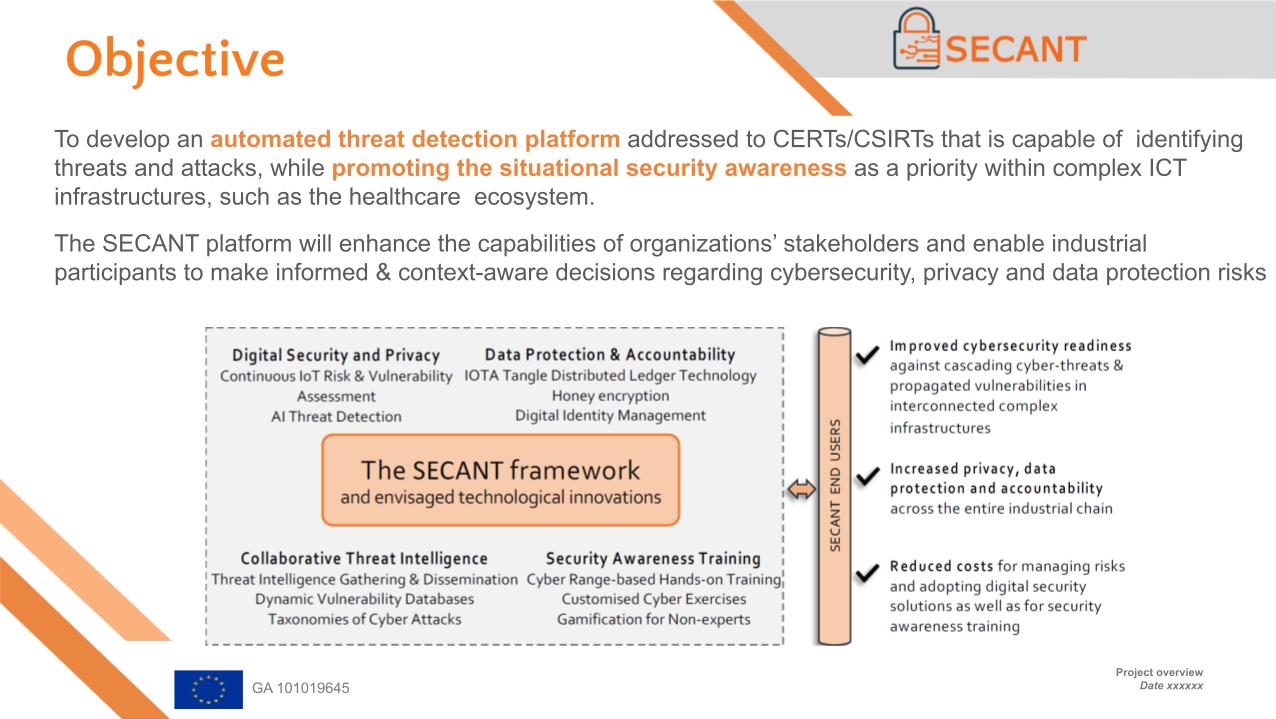 Objective
SECANT
To develop an automated threat detection platform addressed to CERTs/CSIRTs that is capable of  identifying
threats and attacks, while promoting the situational security awareness as a priority within complex ICT
infrastructures, such as the healthcare  ecosystem.
The SECANT platform will enhance the capabilities of organizations’ stakeholders and enable industrial
participants to make informed & context-aware decisions regarding cybersecurity, privacy and data protection risks
Digital Security and Privacy
Continuous IoT Risk & Vulnerability
Assessment
AI Threat Detection
Data Protection & Accountability
IOTA Tangle Distributed Ledger Technology
Honey encryption
Digital Identity Management
The SECANT framework
and envisaged technological innovations
Collaborative Threat Intelligence
Threat Intelligence Gathering & Dissemination
Dynamic Vulnerability Databases
Taxonomies of Cyber Attacks
Security Awareness Training
Cyber Range-based Hands-on Training
Customised Cyber Exercises
Gamification for Non-experts
SECANT END USERS
Improved cybersecurity readiness
against cascading cyber-threats &
propagated vulnerabilities in
interconnected complex
infrastructures
Increased privacy, data
protection and accountability
across the entire industrial chain
Reduced costs for managing risks
and adopting digital security
solutions as well as for security
awareness training
GA 101019645
Project overview
Date xxxxxx